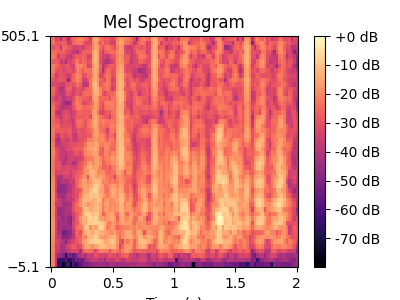 Mel Spectrogram
505.1
−5.1
0
0.5
1
1.5
2
+0 dB
-10 dB
-20 dB
-30 dB
-40 dB
-50 dB
-60 dB
-70 dB